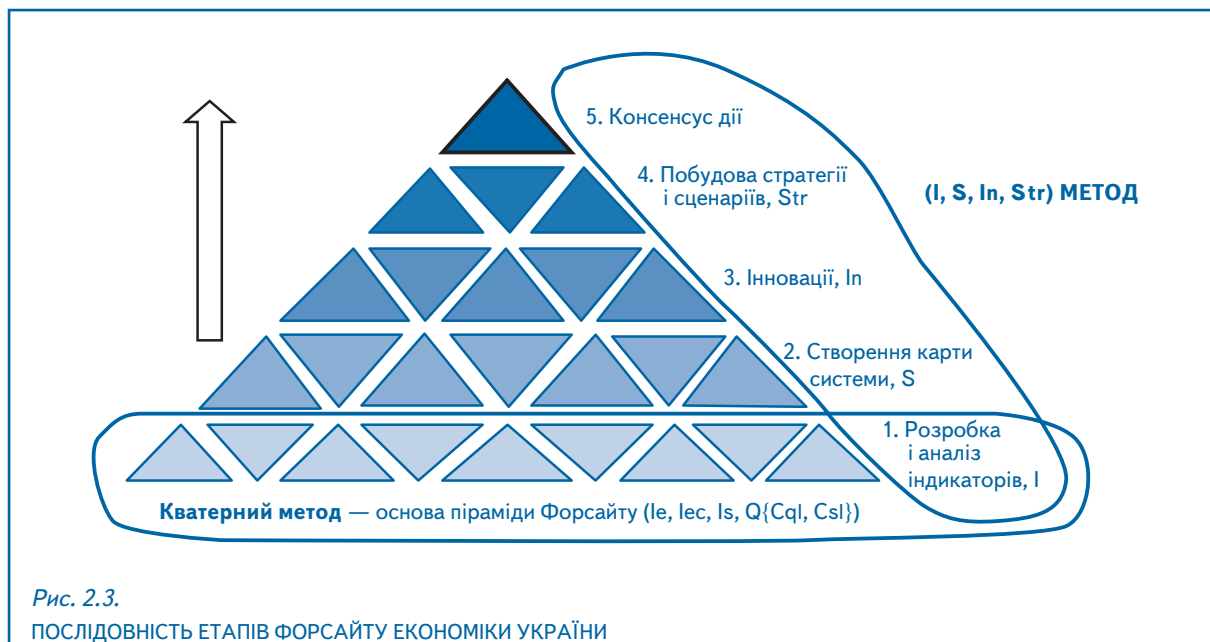 5. Консенсус дії
4. Побудова стратегії
і сценаріїв, Str
(I, S, In, Str) МЕТОД
3. Інновації, In
2. Створення карти
системи, S
1. Розробка
і аналіз
індикаторів, I
Кватерний метод — основа піраміди Форсайту (Ie, Iec, Is, Q{Cql, Csl})
Рис. 2.3.
ПОСЛІДОВНІСТЬ ЕТАПІВ ФОРСАЙТУ ЕКОНОМІКИ УКРАЇНИ